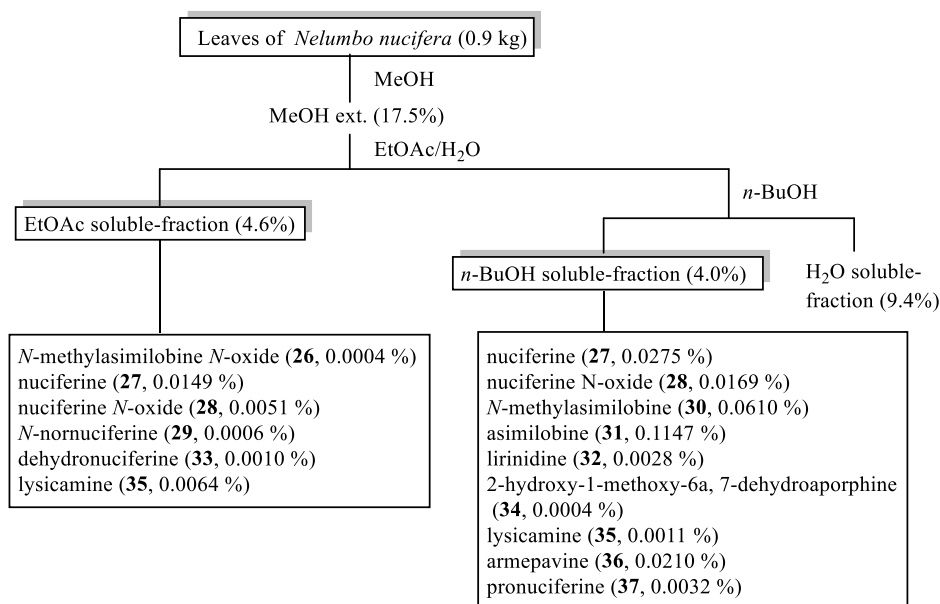 Leaves of Nelumbo nucifera (0.9 kg)
MeOH
MeOH ext. (17.5%)
EtOAc/H2O
n-BuOH
EtOAc soluble-fraction (4.6%)
n-BuOH soluble-fraction (4.0%)
H2O soluble-
fraction (9.4%)
N-methylasimilobine N-oxide (26, 0.0004 %)
nuciferine (27, 0.0149 %)
nuciferine N-oxide (28, 0.0051 %)
N-nornuciferine (29, 0.0006 %)
dehydronuciferine (33, 0.0010 %)
lysicamine (35, 0.0064 %)
nuciferine (27, 0.0275 %)
nuciferine N-oxide (28, 0.0169 %)
N-methylasimilobine (30, 0.0610 %)
asimilobine (31, 0.1147 %)
lirinidine (32, 0.0028 %)
2-hydroxy-1-methoxy-6a, 7-dehydroaporphine
(34, 0.0004 %)
lysicamine (35, 0.0011 %)
armepavine (36, 0.0210 %)
pronuciferine (37, 0.0032 %)